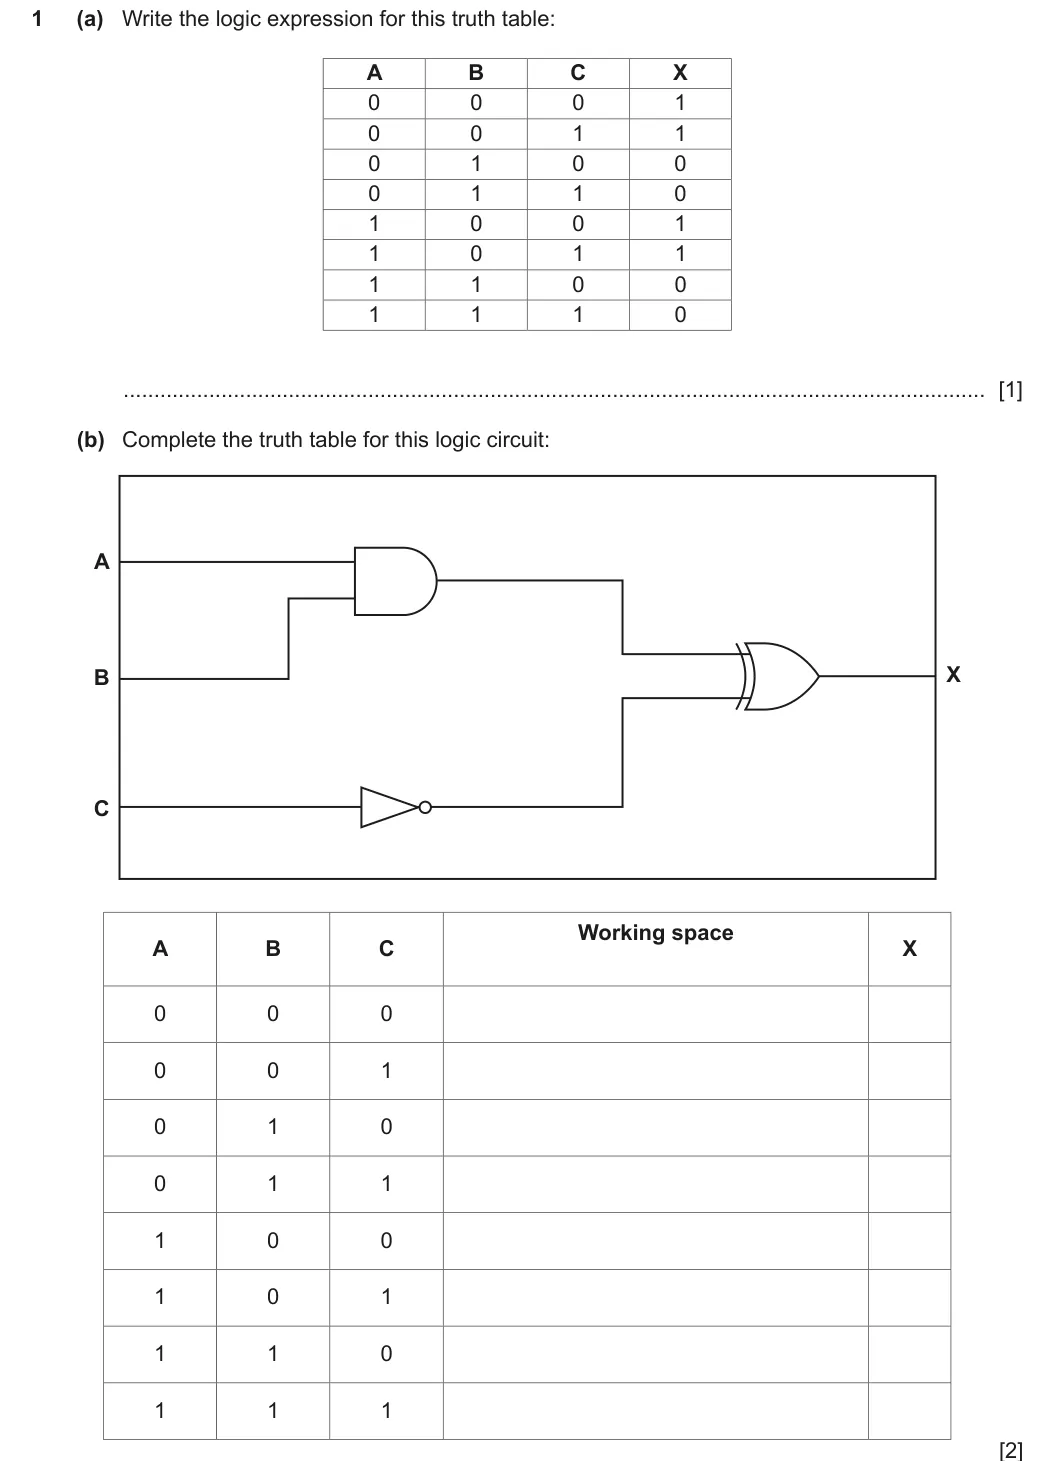 1 (a) Write the logic expression for this truth table:
A B C X
0 0 0 1
0 0 1 1
0 1 0 0
0 1 1 0
1 0 0 1
1 0 1 1
1 1 0 0
1 1 1 0
.............................................................................................................................................. [1]
(b) Complete the truth table for this logic circuit:
A
B
X
C
A B C Working space X
0 0 0
0 0 1
0 1 0
0 1 1
1 0 0
1 0 1
1 1 0
1 1 1
[2]